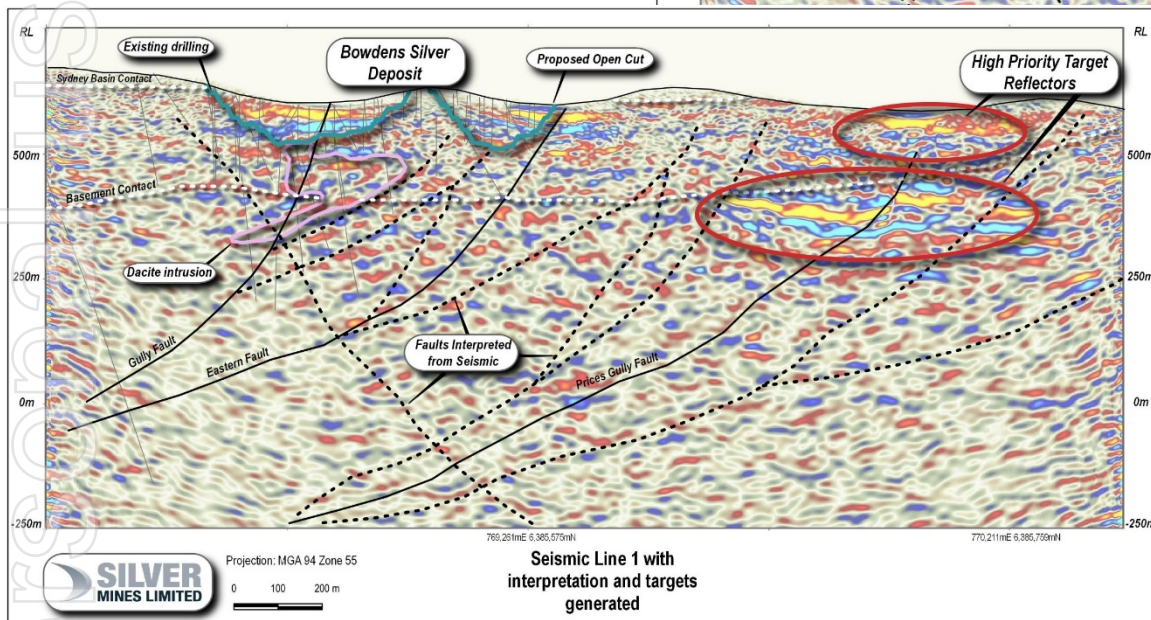 RL
RL
Existing drilling
Bowdens Silver
Deposit
Proposed Open Cut
High Priority Target
Reflectors
Sydney Basin Contact
500m
500m
Basement Contact
Dacite intrusion
250m
250m
Gully Fault
Eastern Fault
Faults Interpreted
from Seismic
Prices Gully Fault
0m
0m
-250m
-250m
769,261mE 6,385,575mN
770,211mE 6,385,759mN
SILVER
MINES LIMITED
Projection: MGA 94 Zone 55
0 100 200 m
Seismic Line 1 with
interpretation and targets
generated